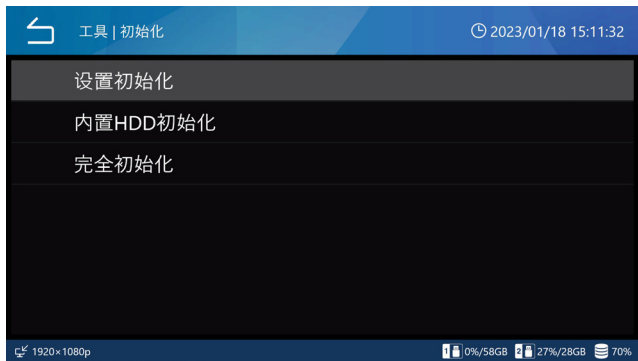 工具 | 初始化 2023/01/18 15:11:32
设置初始化
内置HDD初始化
完全初始化
1920×1080p 1 0%/58GB 2 27%/28GB 70%